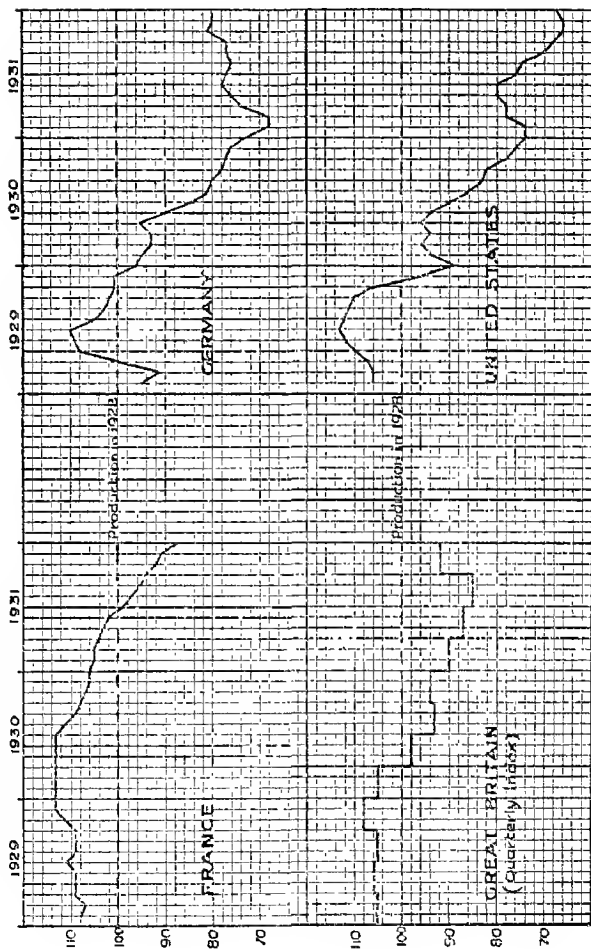 1929 1930 1931 1929 1930 1931
110
100
90
80
70
Production in 1928
FRANCE
GERMANY
110
100
90
80
70
Production in 1928
GREAT BRITAIN
(Quarterly Index)
UNITED STATES